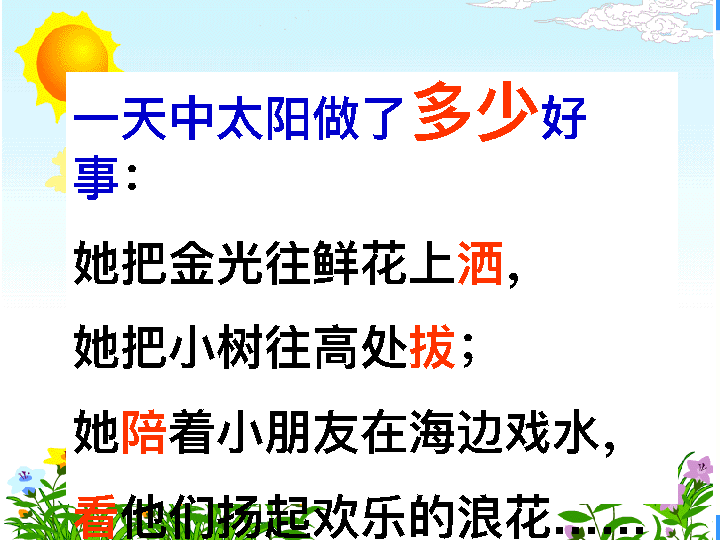 一天中太阳做了多少好
事：
她把金光往鲜花上洒，
她把小树往高处拔；
她陪着小朋友在海边戏水，
看他们扬起欢乐的浪花……